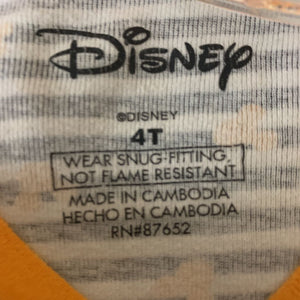 Disney
©DISNEY
4T
WEAR SNUG-FITTING,
NOT FLAME RESISTANT
MADE IN CAMBODIA
HECHO EN CAMBODIA
RN#87652